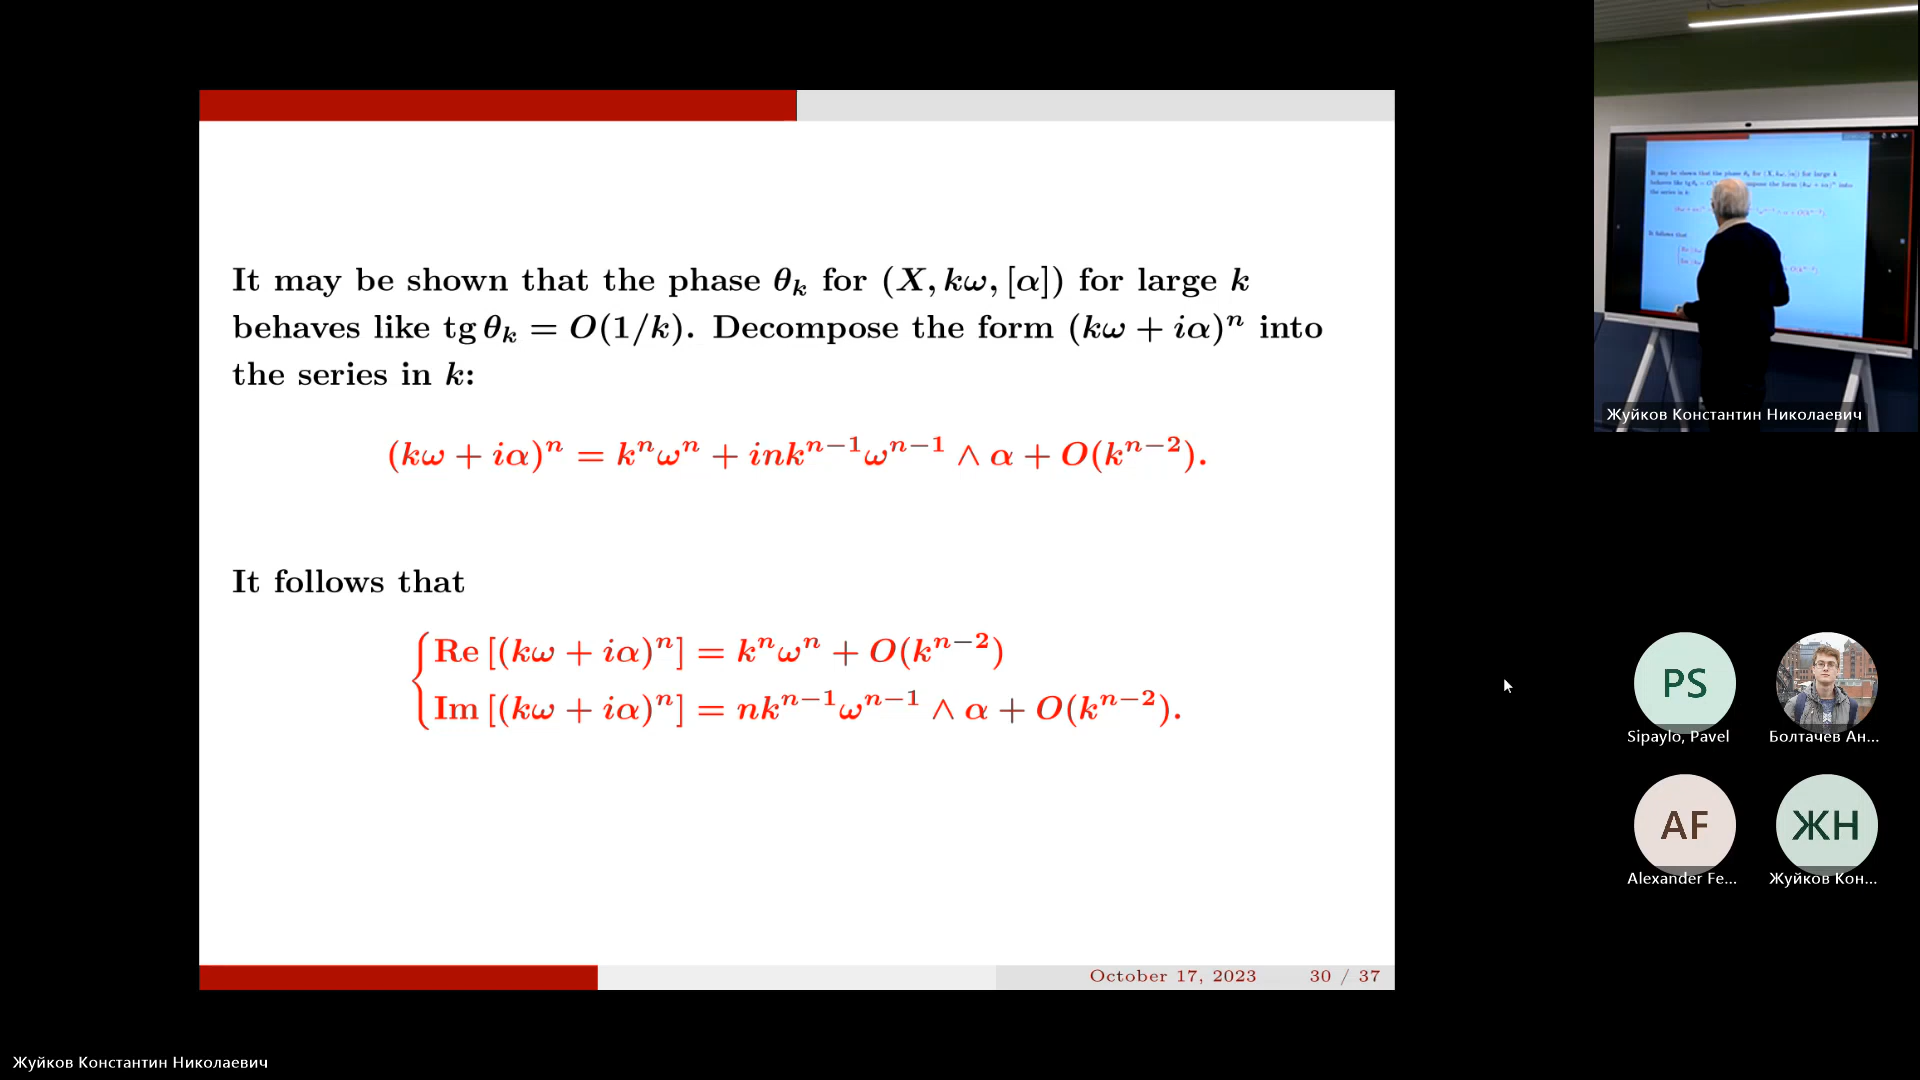 It may be shown that the phase θ_k for (X, kω, [α]) for large k
behaves like tg θ_k = O(1/k). Decompose the form (kω + iα)^n into
the series in k:
(kω + iα)^n = k^n ω^n + ink^{n−1} ω^{n−1} ∧ α + O(k^{n−2}).
It follows that
Re [(kω + iα)^n] = k^n ω^n + O(k^{n−2})
Im [(kω + iα)^n] = nk^{n−1} ω^{n−1} ∧ α + O(k^{n−2}).
October 17, 2023 30 / 37
Жуйков Константин Николаевич
PS
Sipaylo, Pavel
Болтачев Ан...
AF
Alexander Fe...
ЖН
Жуйков Кон...
Жуйков Константин Николаевич